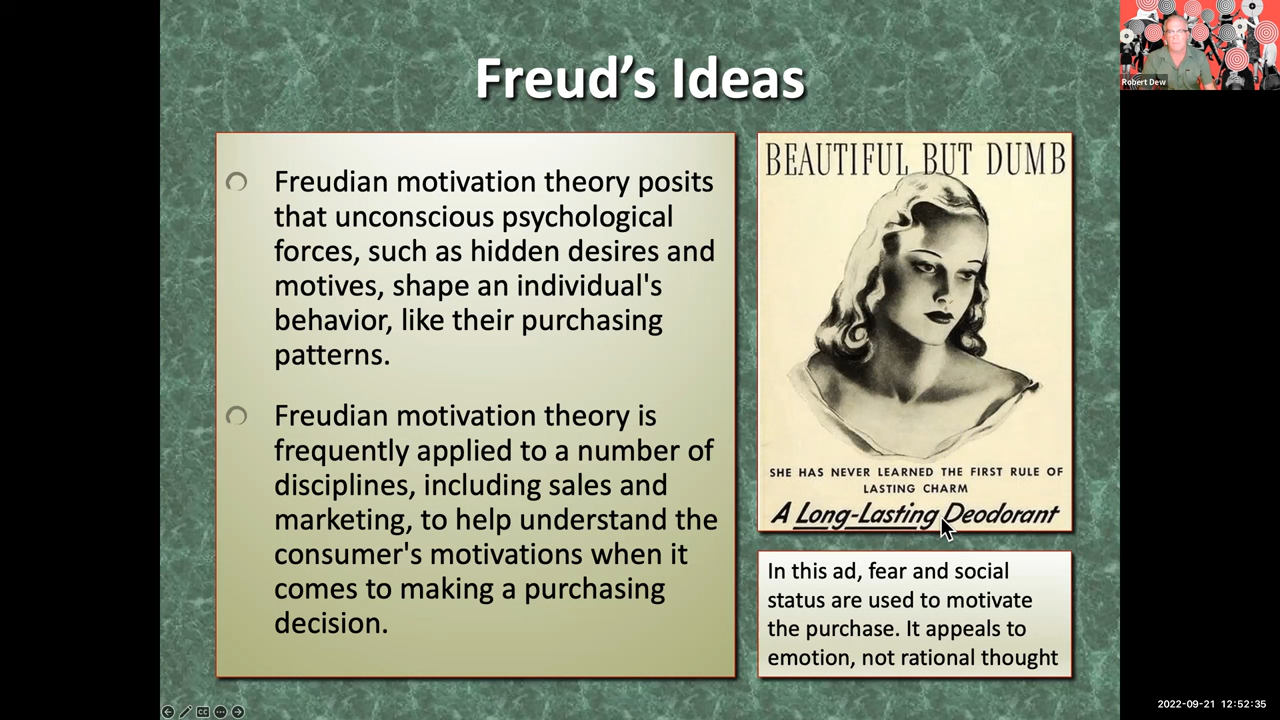 Freud’s Ideas
Freudian motivation theory posits
that unconscious psychological
forces, such as hidden desires and
motives, shape an individual's
behavior, like their purchasing
patterns.
Freudian motivation theory is
frequently applied to a number of
disciplines, including sales and
marketing, to help understand the
consumer's motivations when it
comes to making a purchasing
decision.
BEAUTIFUL BUT DUMB
SHE HAS NEVER LEARNED THE FIRST RULE OF
LASTING CHARM
A Long-Lasting Deodorant
In this ad, fear and social
status are used to motivate
the purchase. It appeals to
emotion, not rational thought
Robert Dew
CC
2022-09-21 12:52:35